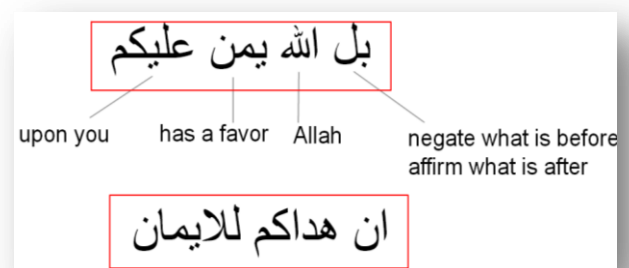 بل الله يمن عليكم
upon you has a favor Allah negate what is before
affirm what is after
ان هداكم للايمان